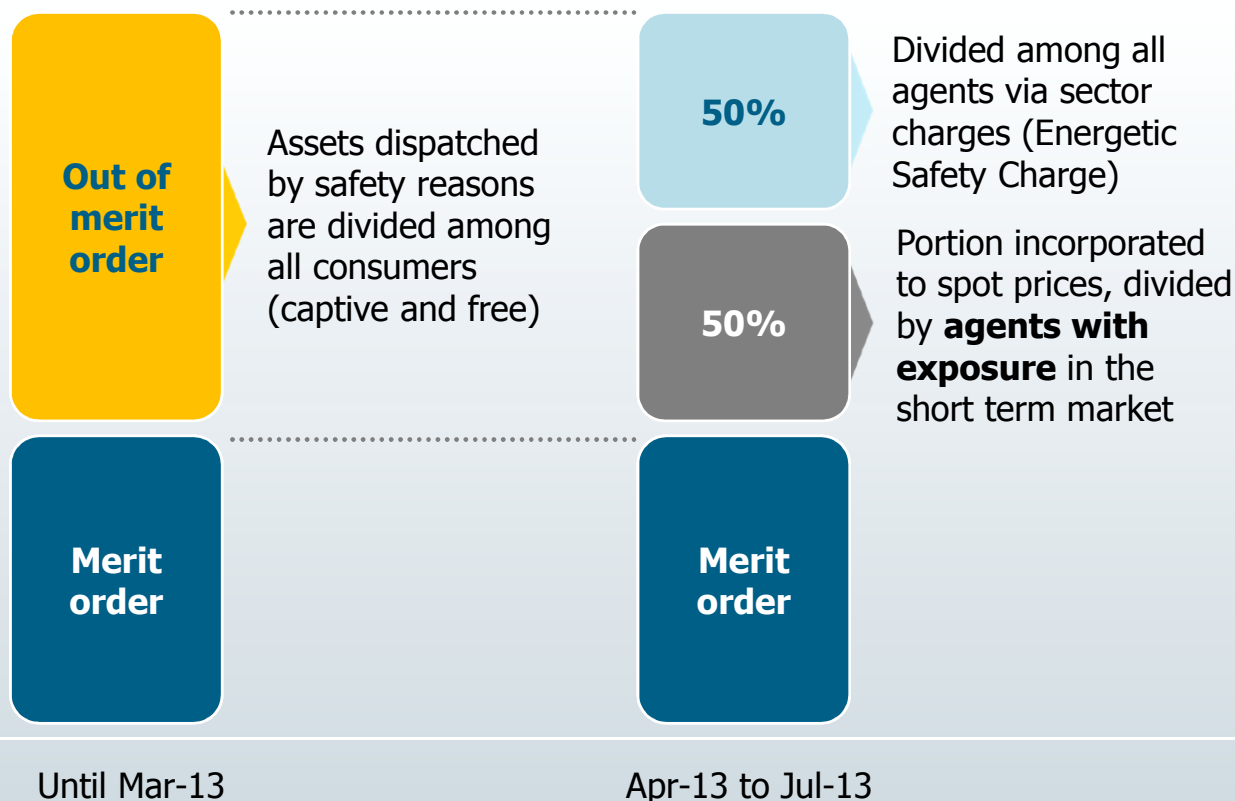 Out of
merit
order
Assets dispatched
by safety reasons
are divided among
all consumers
(captive and free)
Merit
order
Until Mar-13
50%
Divided among all
agents via sector
charges (Energetic
Safety Charge)
50%
Portion incorporated
to spot prices, divided
by agents with
exposure in the
short term market
Merit
order
Apr-13 to Jul-13